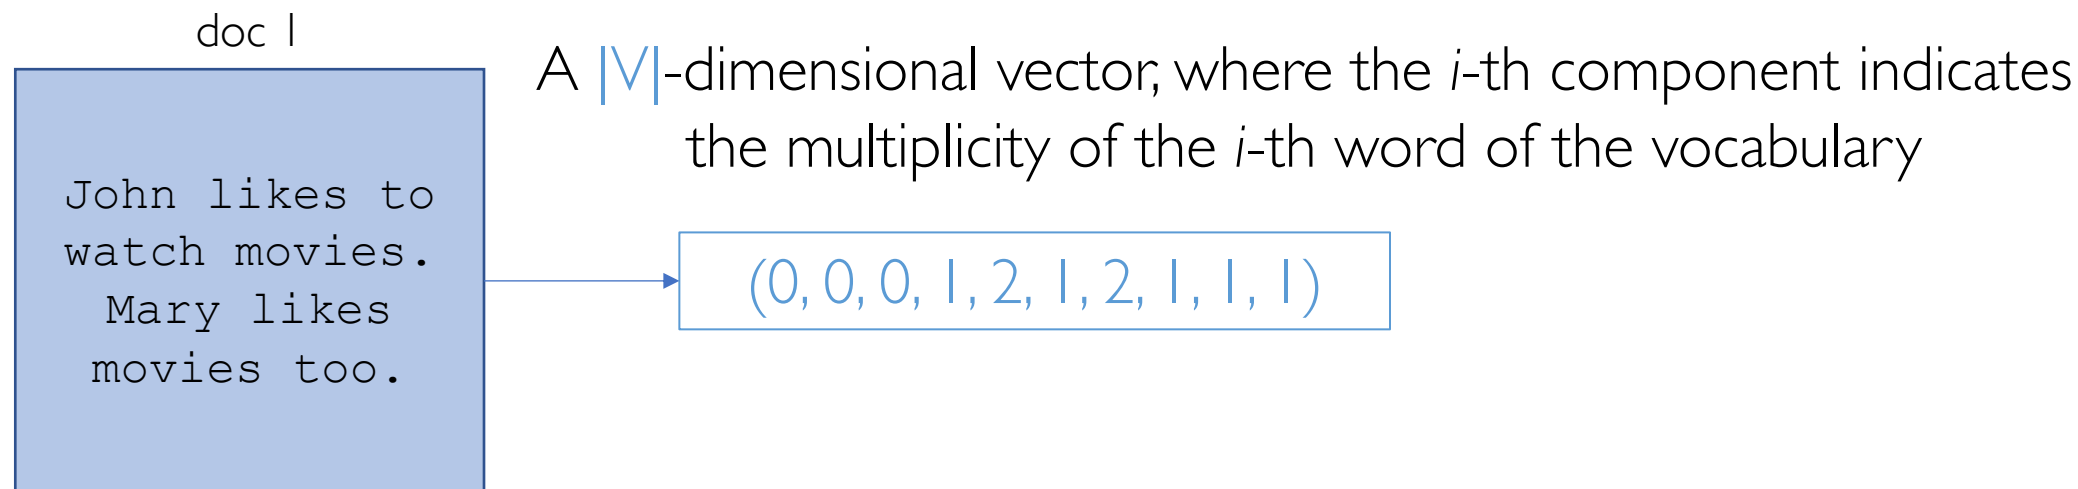 doc 1
A |V|-dimensional vector, where the i-th component indicates
the multiplicity of the i-th word of the vocabulary
John likes to
watch movies.
Mary likes
movies too.
(0, 0, 0, 1, 2, 1, 2, 1, 1, 1)